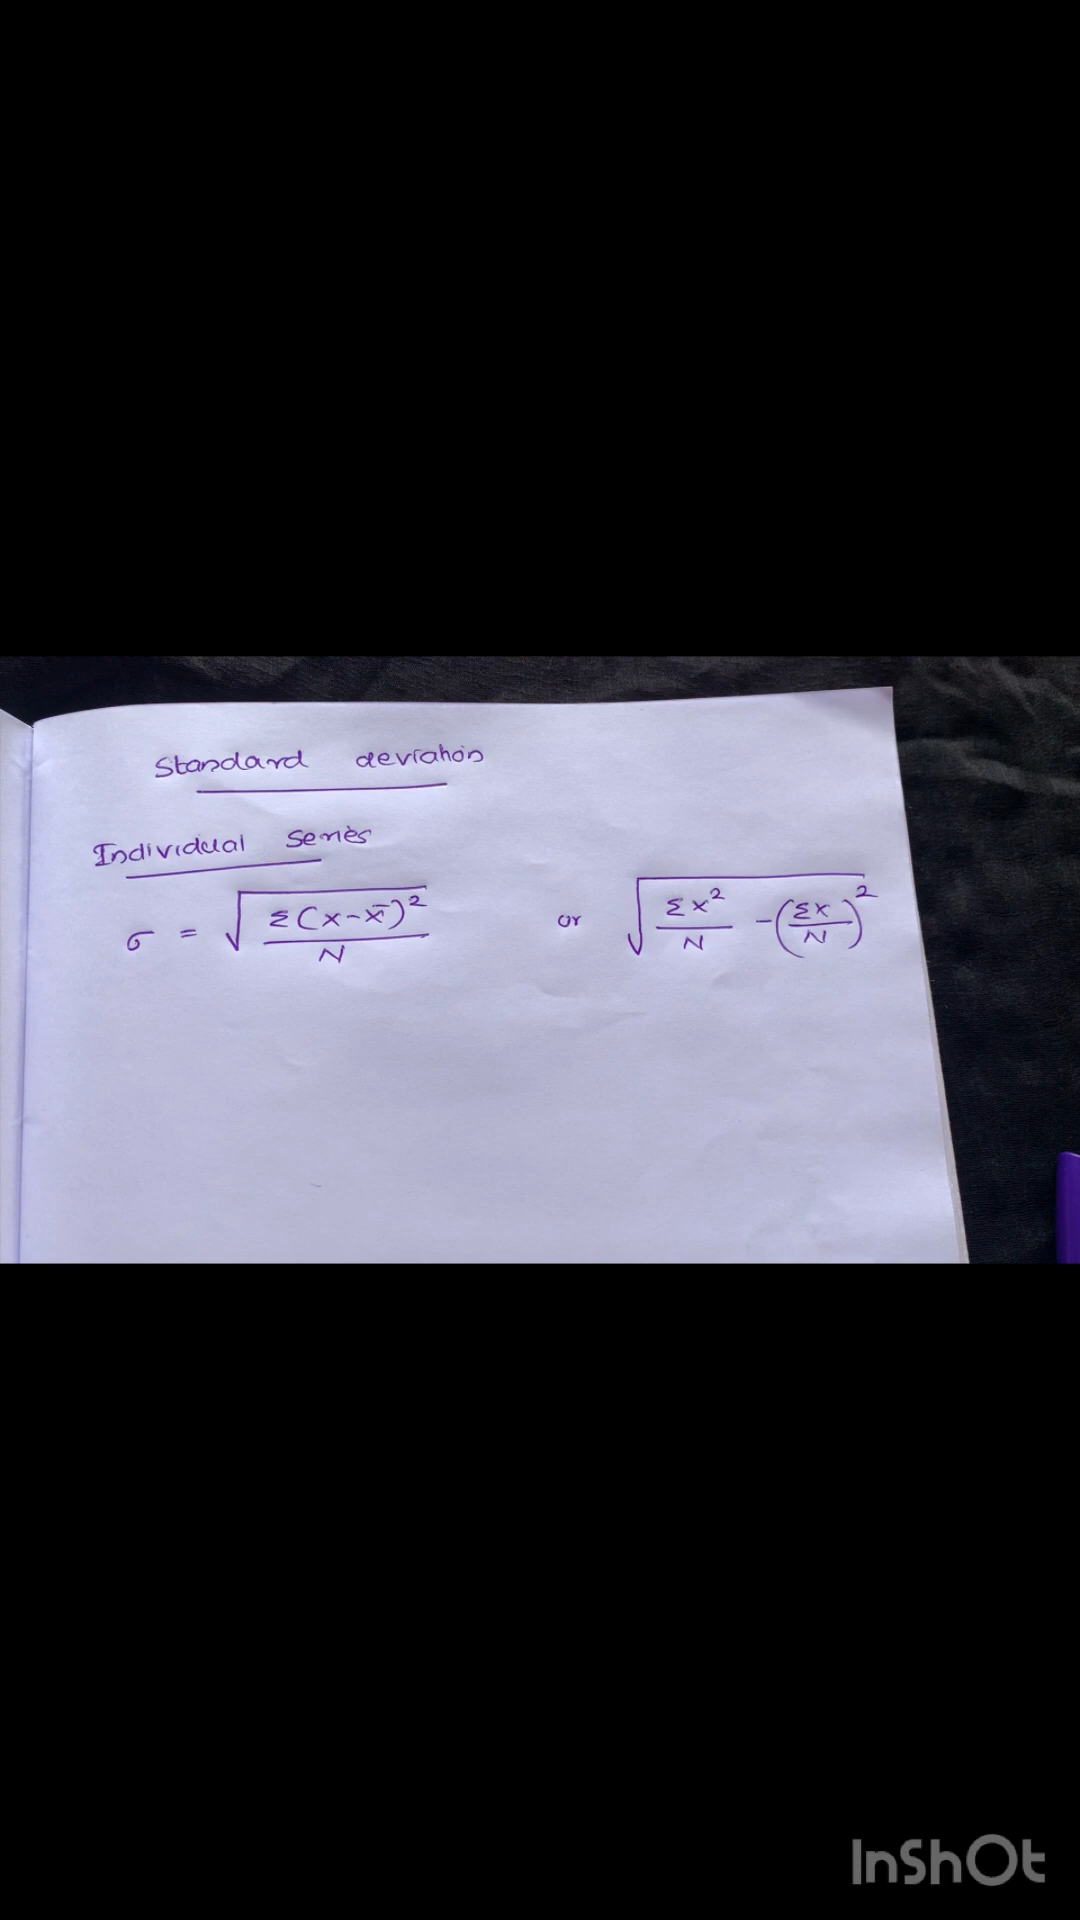 Standard deviation
Individual series
σ = √(Σ(x-x̄)²/N) or √(Σx²/N - (Σx/N)²)
InShOt